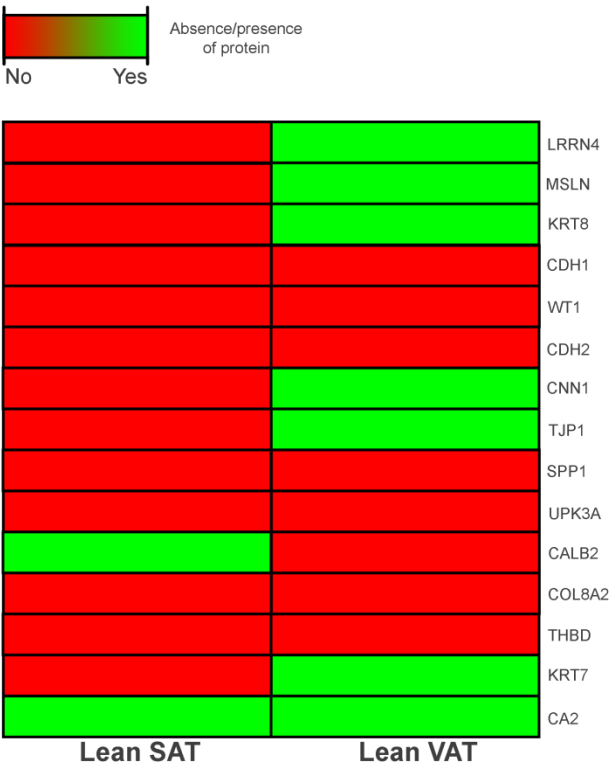 Absence/presence
of protein
No Yes
LRRN4
MSLN
KRT8
CDH1
WT1
CDH2
CNN1
TJP1
SPP1
UPK3A
CALB2
COL8A2
THBD
KRT7
CA2
Lean SAT Lean VAT